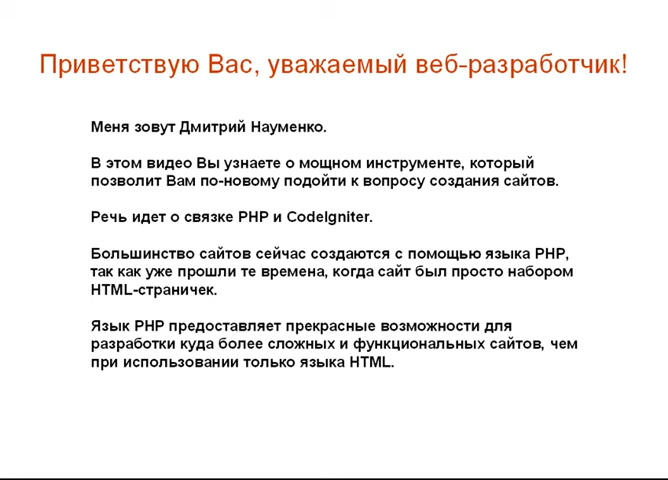 Приветствую Вас, уважаемый веб-разработчик!
Меня зовут Дмитрий Науменко.
В этом видео Вы узнаете о мощном инструменте, который
позволит Вам по-новому подойти к вопросу создания сайтов.
Речь идет о связке PHP и CodeIgniter.
Большинство сайтов сейчас создаются с помощью языка PHP,
так как уже прошли те времена, когда сайт был просто набором
HTML-страничек.
Язык PHP предоставляет прекрасные возможности для
разработки куда более сложных и функциональных сайтов, чем
при использовании только языка HTML.